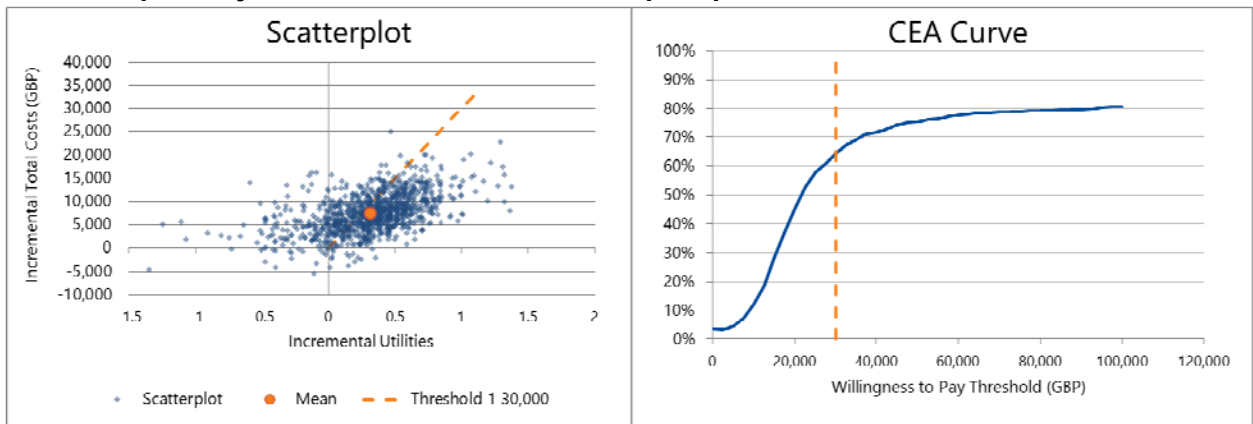 Scatterplot
Incremental Total Costs (GBP)
40,000
35,000
30,000
25,000
20,000
15,000
10,000
5,000
0
-5,000
-10,000
1.5 1 0.5 0 0.5 1 1.5 2
Incremental Utilities
Scatterplot Mean Threshold 1 30,000
CEA Curve
100%
90%
80%
70%
60%
50%
40%
30%
20%
10%
0%
0 20,000 40,000 60,000 80,000 100,000 120,000
Willingness to Pay Threshold (GBP)